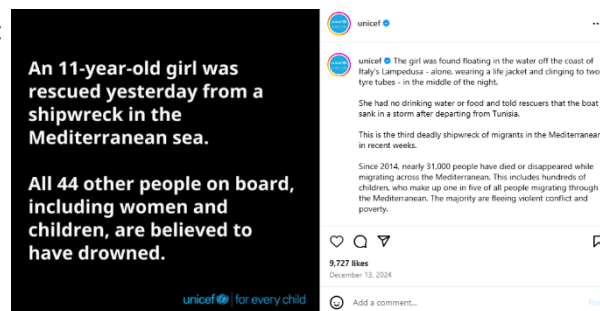 An 11-year-old girl was
rescued yesterday from a
shipwreck in the
Mediterranean sea.
All 44 other people on board,
including women and
children, are believed to
have drowned.
unicef for every child
unicef
unicef The girl was found floating in the water off the coast of
Italy's Lampedusa - alone, wearing a life jacket and clinging to two
tyre tubes - in the middle of the night.
She had no drinking water or food and told rescuers that the boat
sank in a storm after departing from Tunisia.
This is the third deadly shipwreck of migrants in the Mediterranean
in recent weeks.
Since 2014, nearly 31,000 people have died or disappeared while
migrating across the Mediterranean. This includes hundreds of
children, who make up one in five of all people migrating through
the Mediterranean. The majority are fleeing violent conflict and
poverty.
9,727 likes
December 13, 2024
Add a comment...